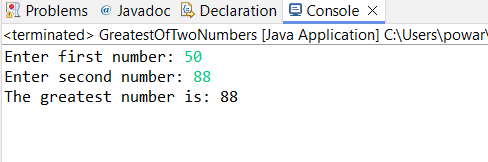 Problems @ Javadoc Declaration Console
<terminated> GreatestOfTwoNumbers [Java Application] C:\Users\powar\
Enter first number: 50
Enter second number: 88
The greatest number is: 88